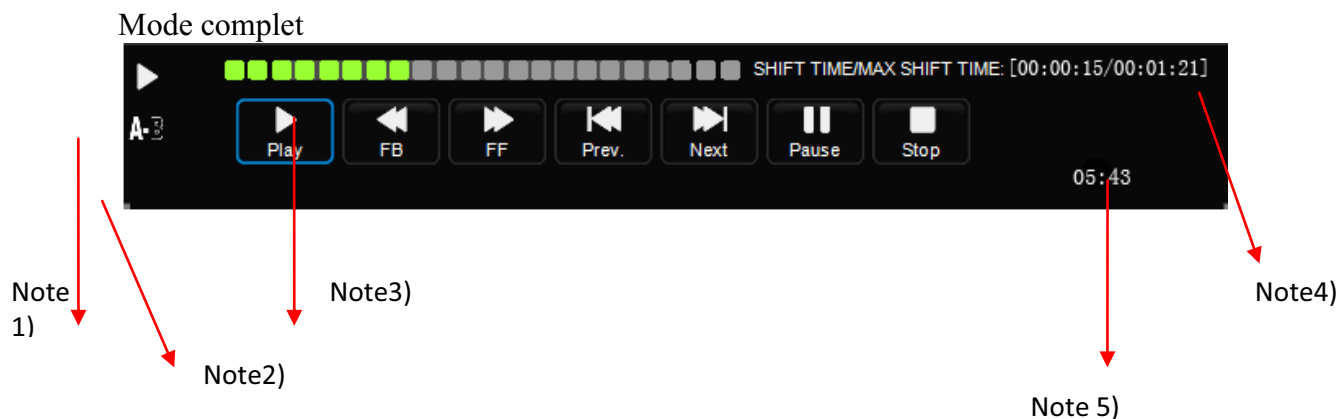 Mode complet
SHIFT TIME/MAX SHIFT TIME: [00:00:15/00:01:21]
A-B
Play FB FF Prev. Next Pause Stop
05:43
Note 1)
Note3)
Note4)
Note2)
Note 5)